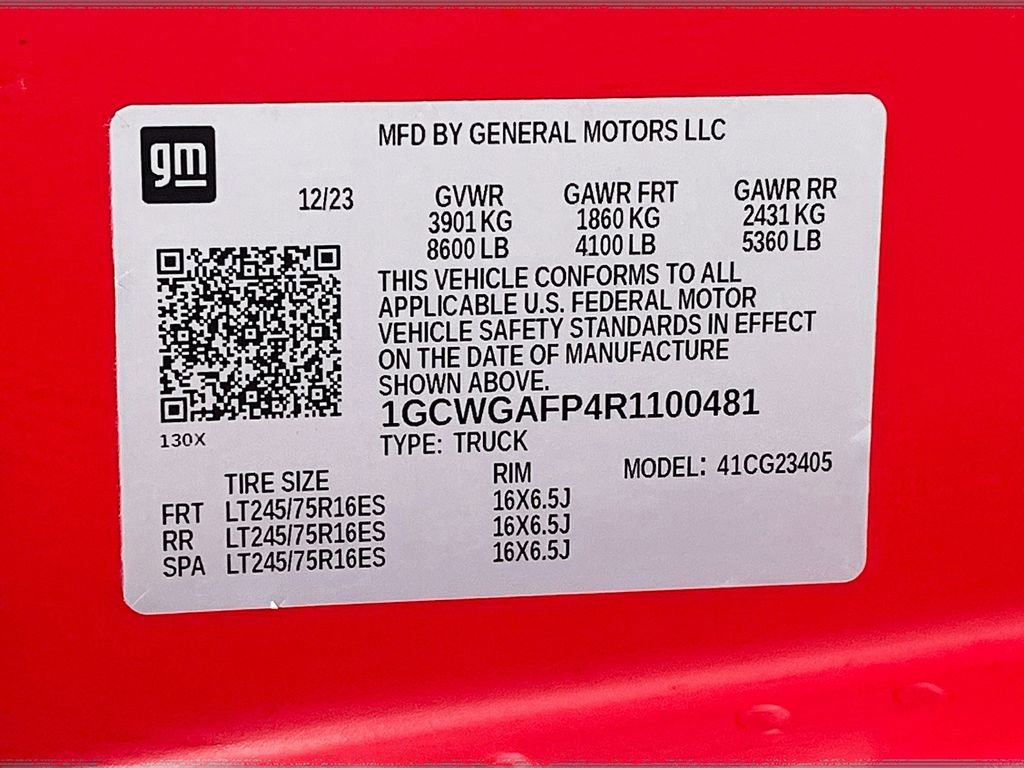 gm
MFD BY GENERAL MOTORS LLC
12/23 GVWR GAWR FRT GAWR RR
3901 KG 1860 KG 2431 KG
8600 LB 4100 LB 5360 LB
THIS VEHICLE CONFORMS TO ALL
APPLICABLE U.S. FEDERAL MOTOR
VEHICLE SAFETY STANDARDS IN EFFECT
ON THE DATE OF MANUFACTURE
SHOWN ABOVE.
1GCWGAFP4R1100481
130X
TYPE: TRUCK
TIRE SIZE RIM MODEL: 41CG23405
FRT LT245/75R16ES 16X6.5J
RR LT245/75R16ES 16X6.5J
SPA LT245/75R16ES 16X6.5J